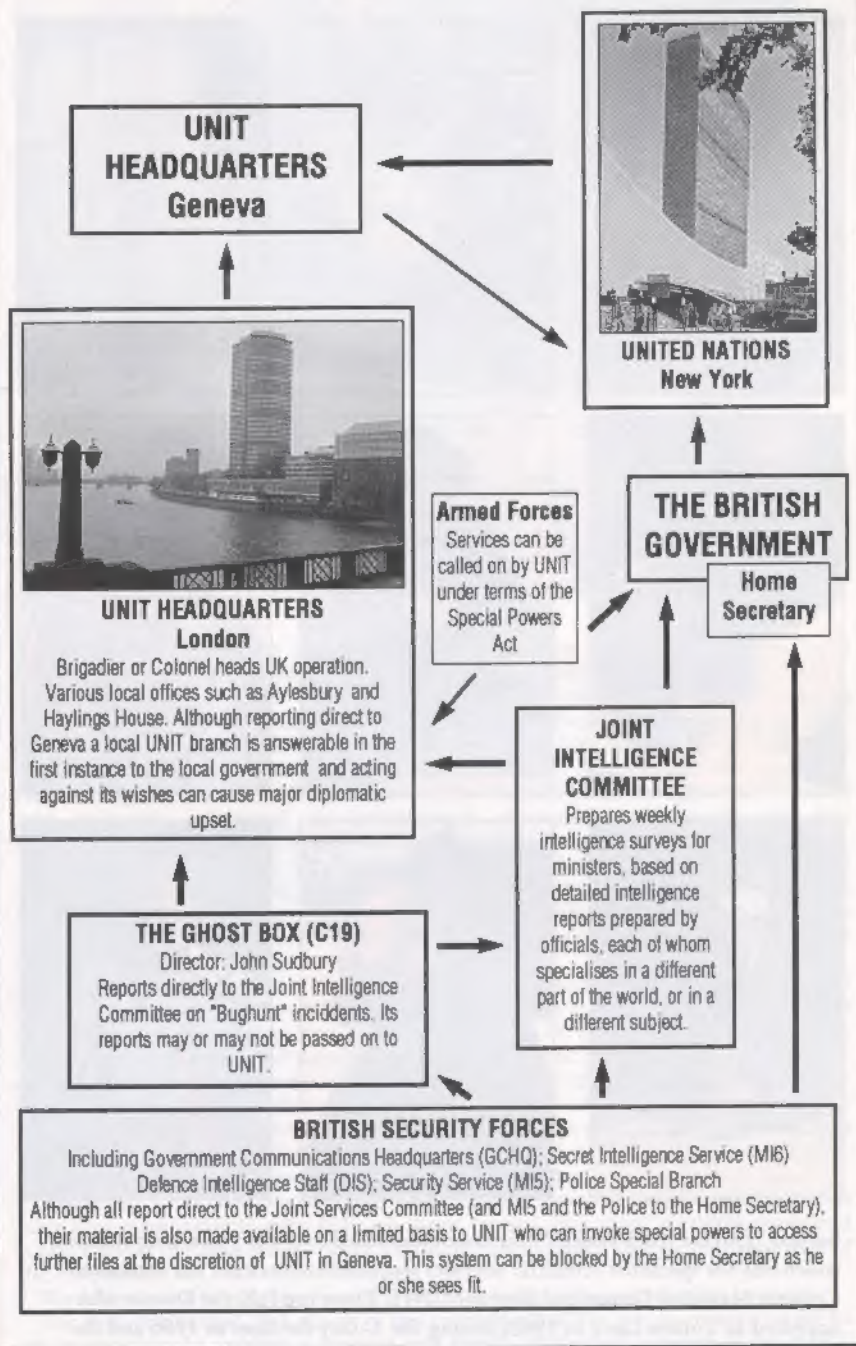 UNIT
HEADQUARTERS
Geneva
UNITED NATIONS
New York
UNIT HEADQUARTERS
London
Brigadier or Colonel heads UK operation.
Various local offices such as Aylesbury and
Haylings House. Although reporting direct to
Geneva a local UNIT branch is answerable in the
first instance to the local government and acting
against its wishes can cause major diplomatic
upset.
Armed Forces
Services can be
called on by UNIT
under terms of the
Special Powers
Act
THE BRITISH
GOVERNMENT
Home
Secretary
JOINT
INTELLIGENCE
COMMITTEE
Prepares weekly
intelligence surveys for
ministers, based on
detailed intelligence
reports prepared by
officials, each of whom
specialises in a different
part of the world, or in a
different subject.
THE GHOST BOX (C19)
Director: John Sudbury
Reports directly to the Joint Intelligence
Committee on "Bughunt" inciddents. Its
reports may or may not be passed on to
UNIT.
BRITISH SECURITY FORCES
Including Government Communications Headquarters (GCHQ); Secret Intelligence Service (MI6)
Defence Intelligence Staff (DIS); Security Service (MI5); Police Special Branch
Although all report direct to the Joint Services Committee (and MI5 and the Police to the Home Secretary),
their material is also made available on a limited basis to UNIT who can invoke special powers to access
further files at the discretion of UNIT in Geneva. This system can be blocked by the Home Secretary as he
or she sees fit.